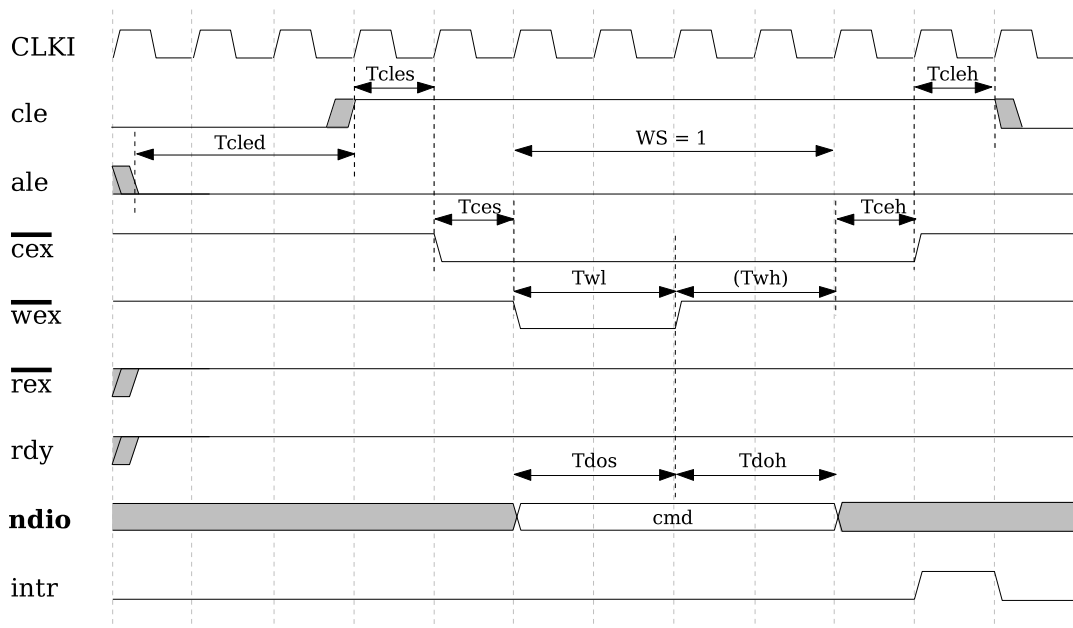 CLKI
Tcles
Tcleh
cle
Tcled
WS = 1
ale
Tces
Tceh
cex
Twl
(Twh)
wex
rex
rdy
Tdos
Tdoh
ndio
cmd
intr